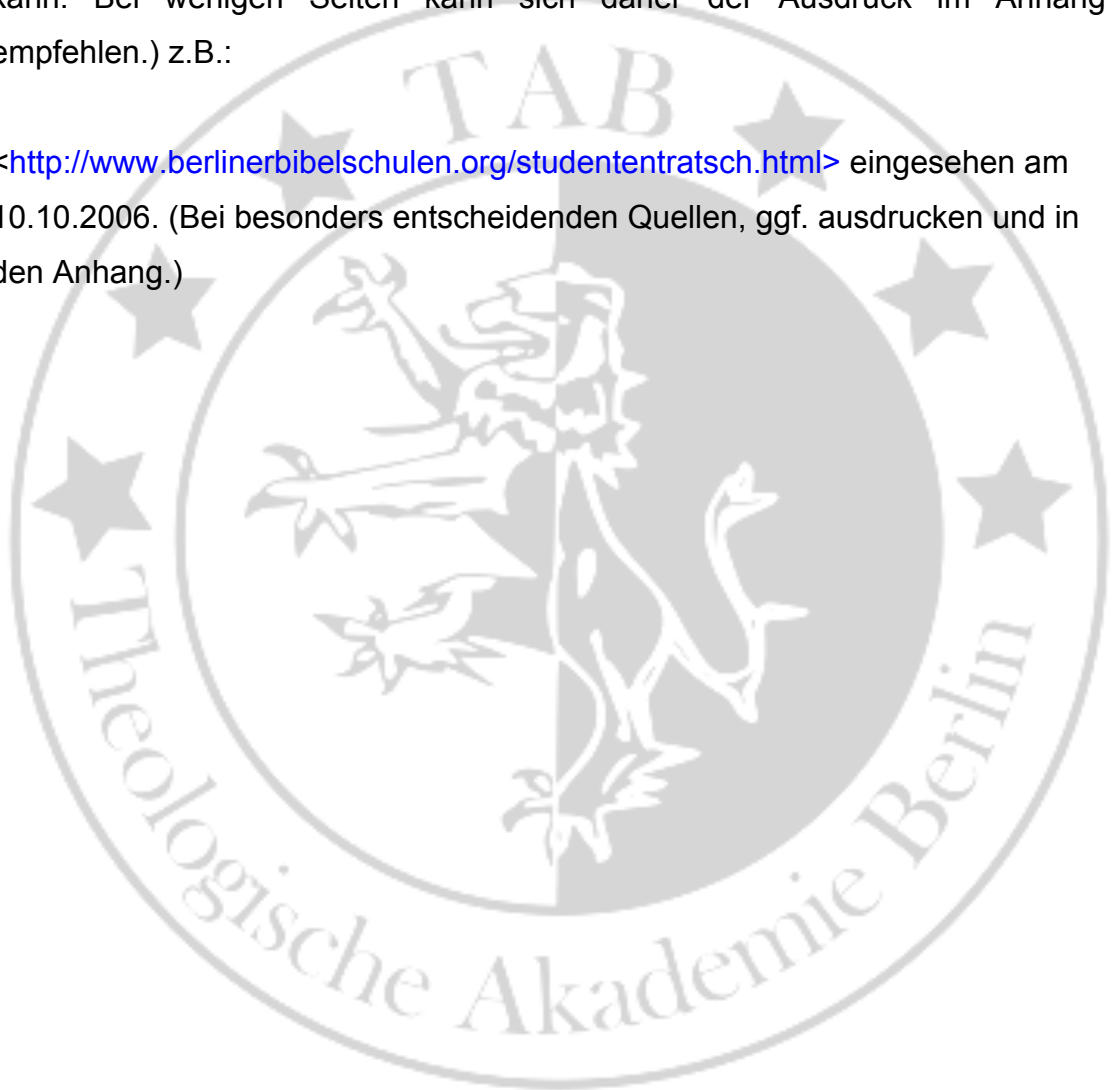 kann. Bei wenigen Seiten kann sich daher der Ausdruck im Anhang
empfehlen.) z.B.:
<http://www.berlinerbibelschulen.org/studententratsch.html> eingesehen am
10.10.2006. (Bei besonders entscheidenden Quellen, ggf. ausdrucken und in
den Anhang.)
TAB
Theologische Akademie Berlin